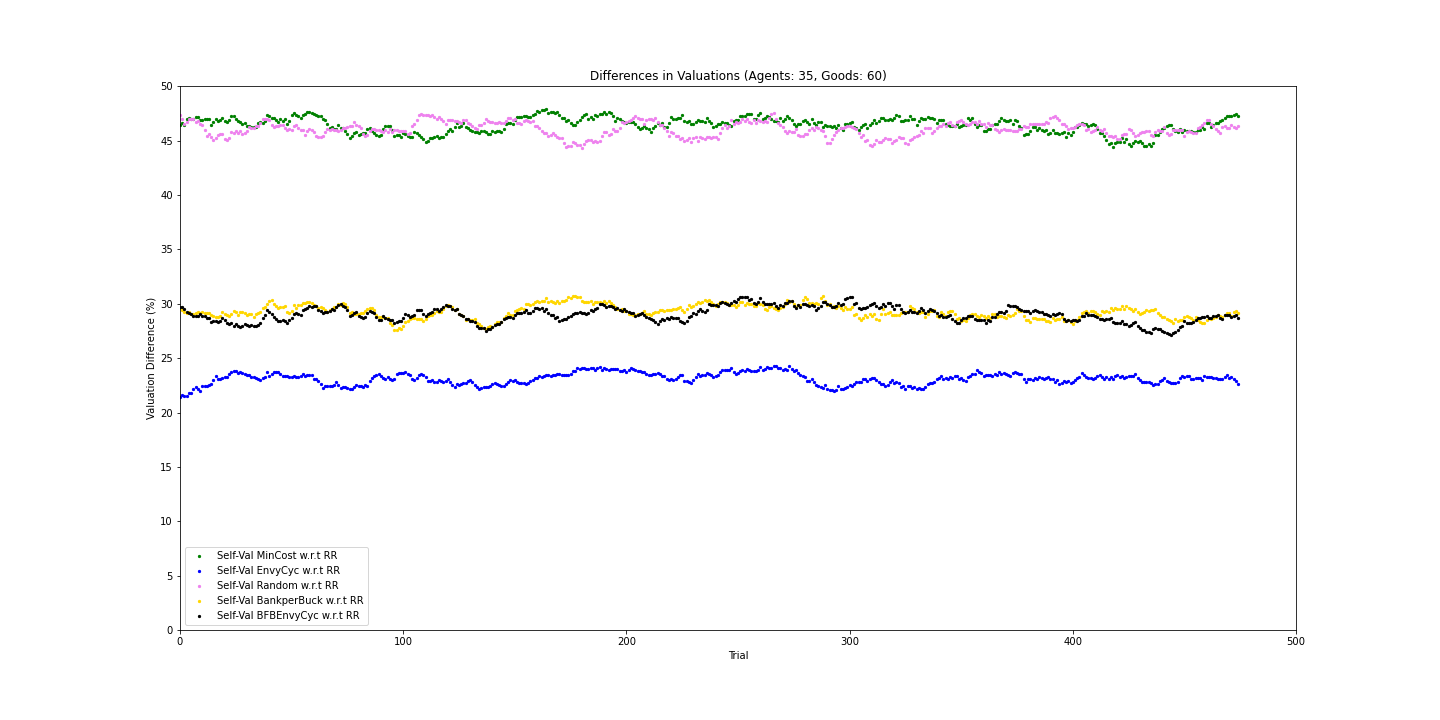 Differences in Valuations (Agents: 35, Goods: 60)
50
45
40
35
30
25
20
15
10
5
0
Valuation Difference (%)
Self-Val MinCost w.r.t RR
Self-Val EnvyCyc w.r.t RR
Self-Val Random w.r.t RR
Self-Val BankperBuck w.r.t RR
Self-Val BFBEnvyCyc w.r.t RR
0 100 200 300 400 500
Trial